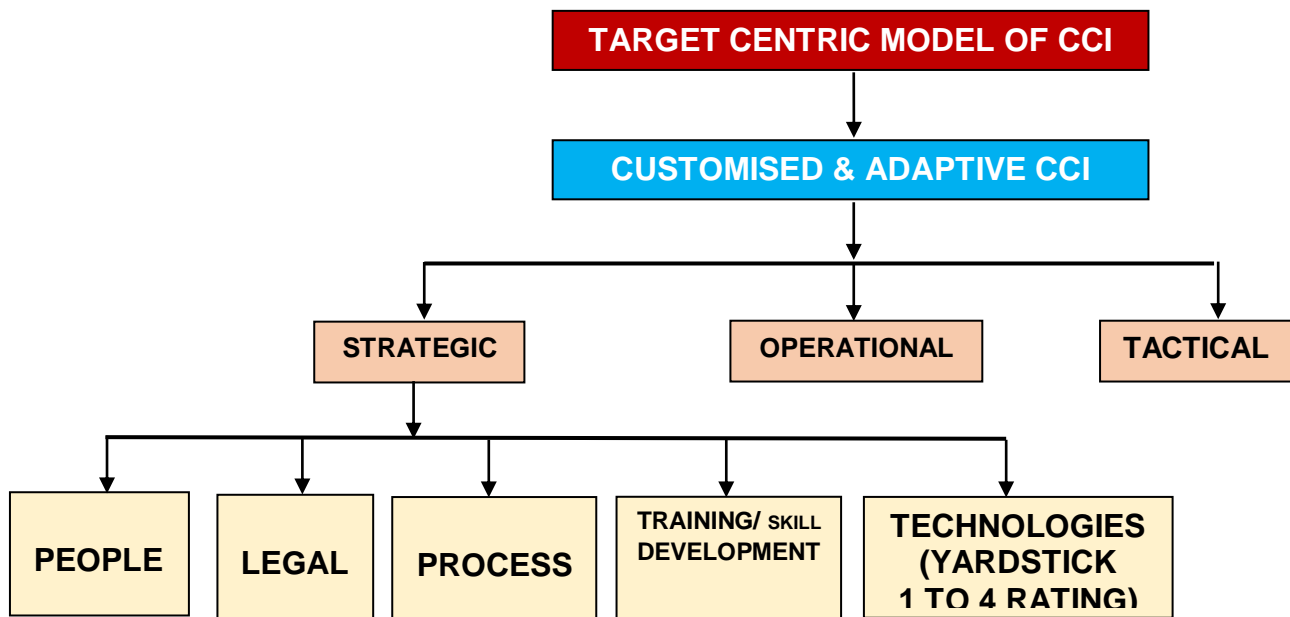 TARGET CENTRIC MODEL OF CCI
CUSTOMISED & ADAPTIVE CCI
STRATEGIC
OPERATIONAL
TACTICAL
PEOPLE
LEGAL
PROCESS
TRAINING/ SKILL
DEVELOPMENT
TECHNOLOGIES
(YARDSTICK
1 TO 4 RATING)